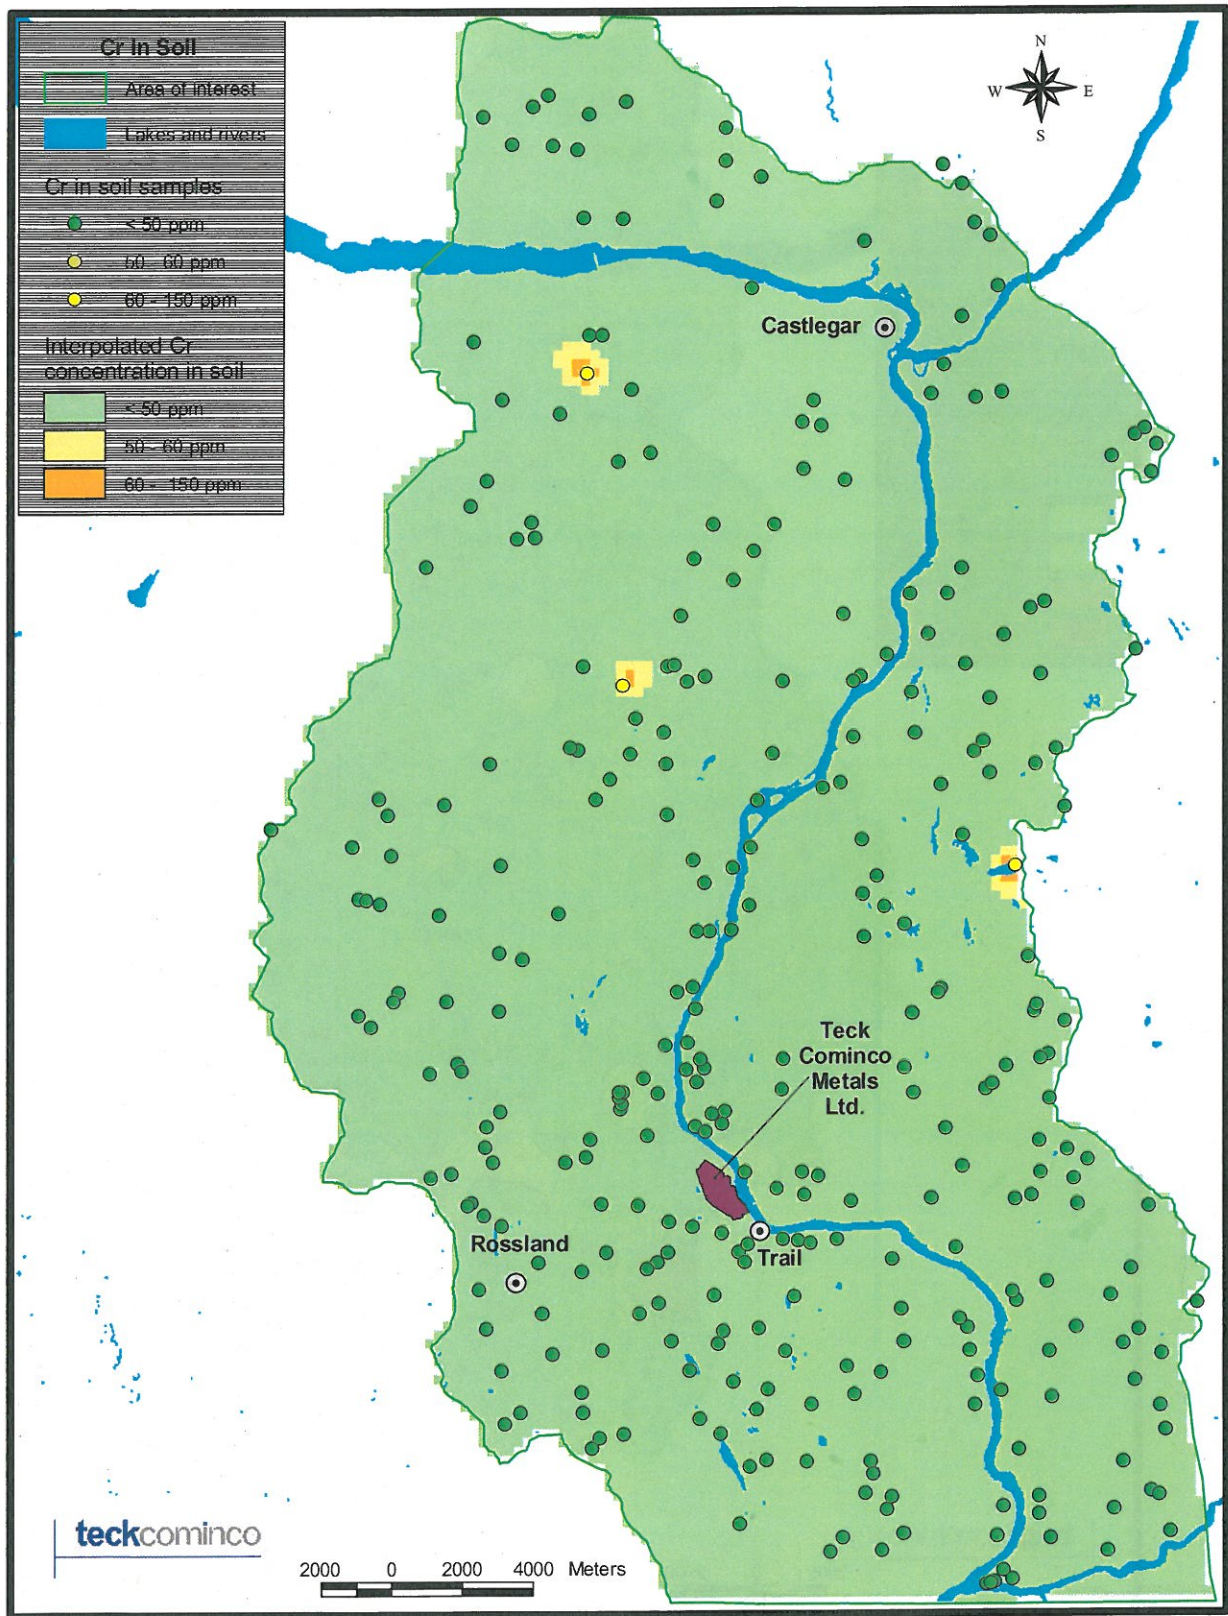 Cr in Soil
Area of interest
Lakes and rivers
Cr in soil samples
< 50 ppm
50 - 60 ppm
60 - 150 ppm
Interpolated Cr
concentration in soil
< 50 ppm
50 - 60 ppm
60 - 150 ppm
N
W E
S
Castlegar
Teck
Cominco
Metals
Ltd.
Rossland
Trail
teckcominco
2000 0 2000 4000 Meters